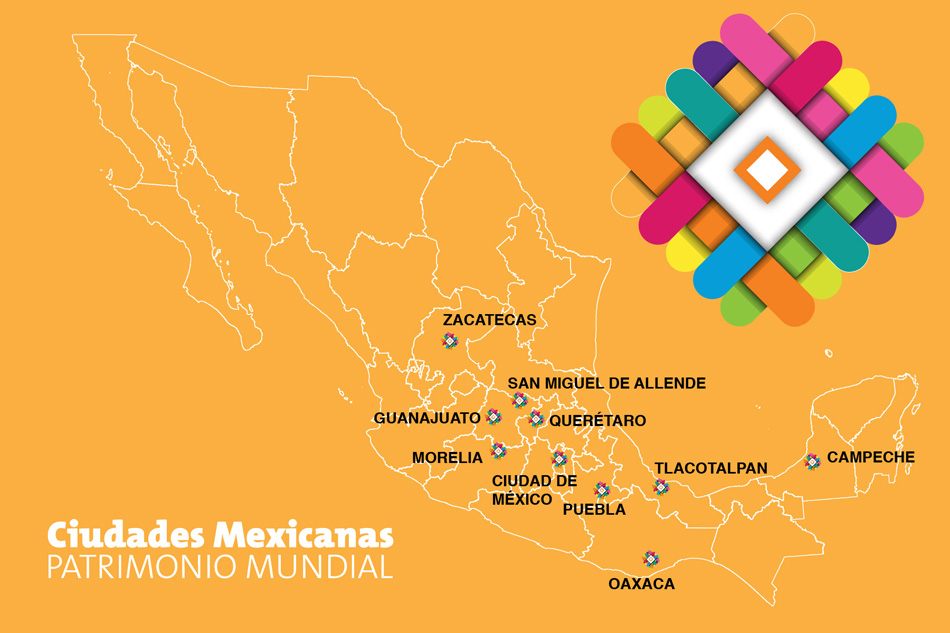 ZACATECAS
SAN MIGUEL DE ALLENDE
GUANAJUATO
QUERÉTARO
MORELIA
CIUDAD DE
MÉXICO
PUEBLA
TLACOTALPAN
CAMPECHE
OAXACA
Ciudades Mexicanas
PATRIMONIO MUNDIAL